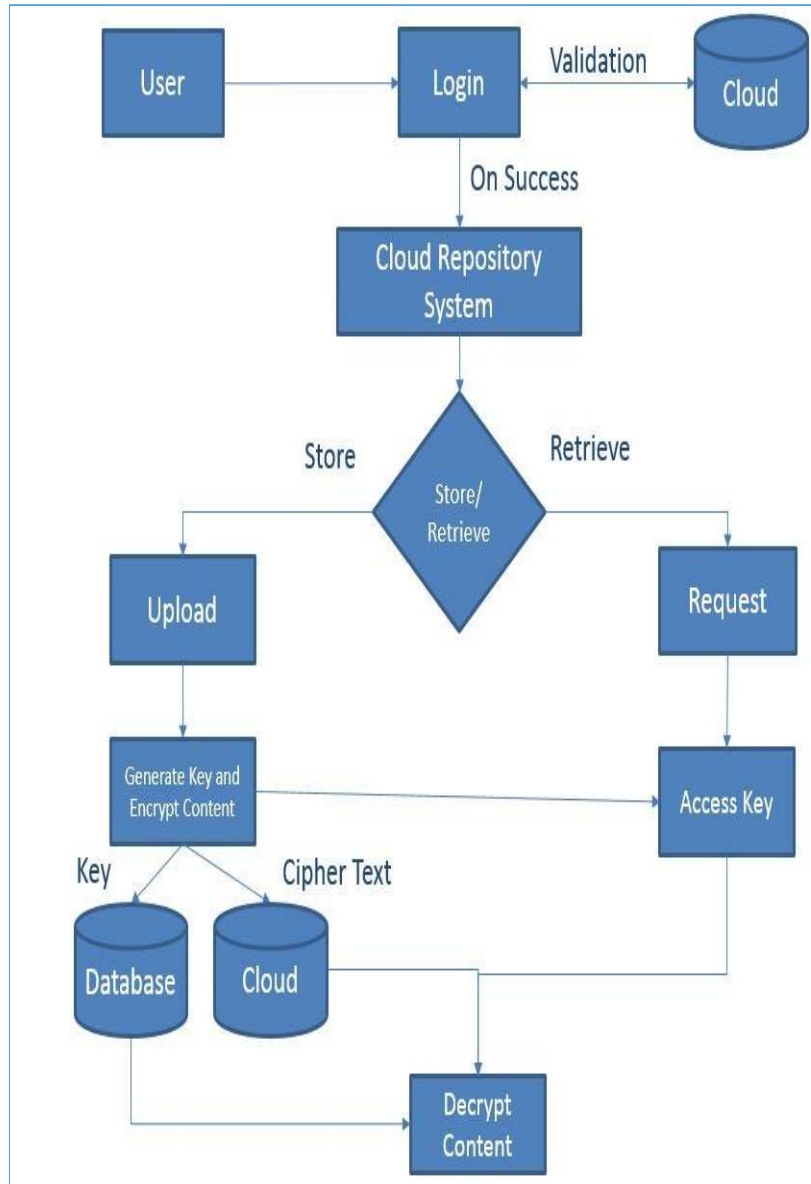 User
Login
Validation
Cloud
On Success
Cloud Repository
System
Store
Retrieve
Store/
Retrieve
Upload
Request
Generate Key and
Encrypt Content
Access Key
Key
Cipher Text
Database
Cloud
Decrypt
Content